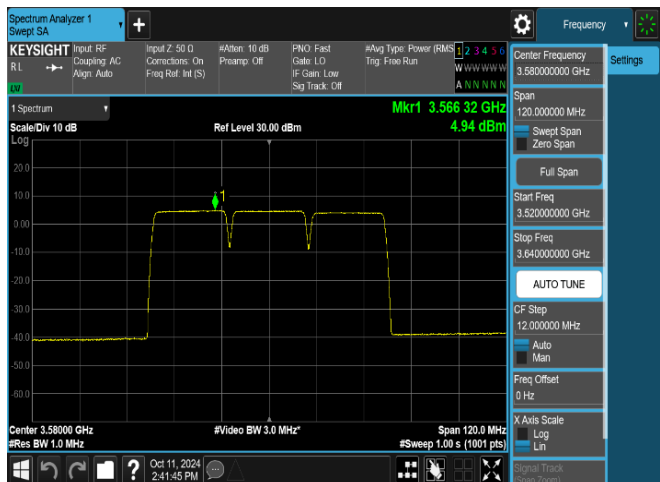 Spectrum Analyzer 1
Swept SA
+
Frequency
KEYSIGHT
RL
LXI
Input: RF
Coupling: AC
Align: Auto
Input Z: 50 Ω
Corrections: On
Freq Ref: Int (S)
#Atten: 10 dB
Preamp: Off
PNO: Fast
Gate: LO
IF Gain: Low
Sig Track: Off
#Avg Type: Power (RMS
Trig: Free Run
1 2 3 4 5 6
W W W W W W
A N N N N N
1 Spectrum
Scale/Div 10 dB
Log
Ref Level 30.00 dBm
Mkr1 3.566 32 GHz
4.94 dBm
1
20.0
10.0
0.00
-10.0
-20.0
-30.0
-40.0
-50.0
-60.0
Center 3.58000 GHz
#Res BW 1.0 MHz
#Video BW 3.0 MHz*
Span 120.0 MHz
#Sweep 1.00 s (1001 pts)
?
Oct 11, 2024
2:41:45 PM
Center Frequency
3.580000000 GHz
Span
120.000000 MHz
Swept Span
Zero Span
Full Span
Start Freq
3.520000000 GHz
Stop Freq
3.640000000 GHz
AUTO TUNE
CF Step
12.000000 MHz
Auto
Man
Freq Offset
0 Hz
X Axis Scale
Log
Lin
Signal Track
(Span Zoom)
Settings